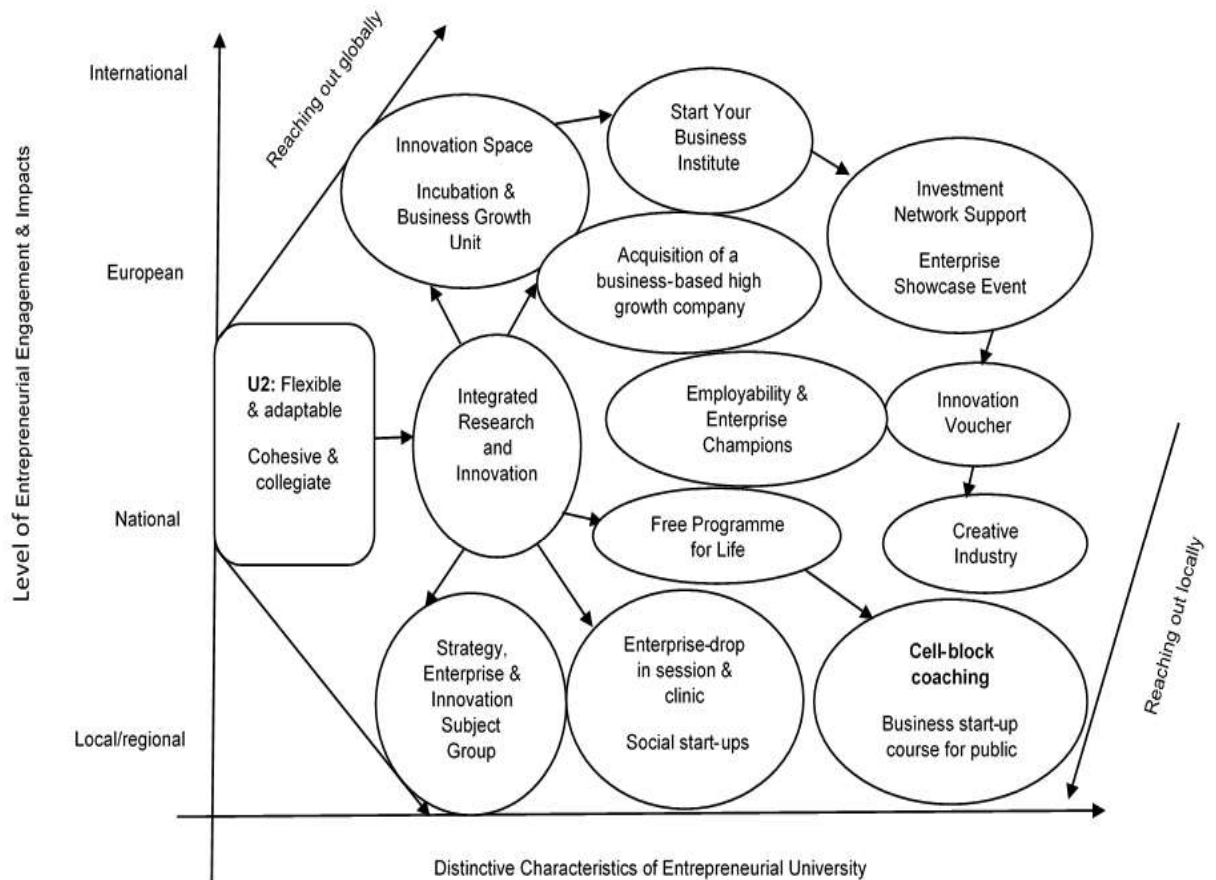 Level of Entrepreneurial Engagement & Impacts
International
European
National
Local/regional
Reaching out globally
Innovation Space
Incubation &
Business Growth
Unit
Start Your
Business
Institute
Investment
Network Support
Enterprise
Showcase Event
Acquisition of a
business-based high
growth company
U2: Flexible
& adaptable
Cohesive &
collegiate
Integrated
Research
and
Innovation
Employability &
Enterprise
Champions
Innovation
Voucher
Free Programme
for Life
Creative
Industry
Strategy,
Enterprise &
Innovation
Subject
Group
Enterprise-drop
in session &
clinic
Social start-ups
Cell-block
coaching
Business start-up
course for public
Reaching out locally
Distinctive Characteristics of Entrepreneurial University